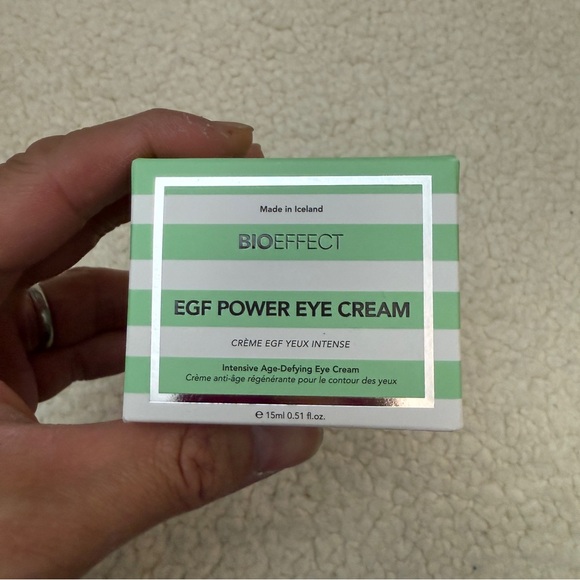 Made in Iceland
BIOEFFECT
EGF POWER EYE CREAM
CRÈME EGF YEUX INTENSE
Intensive Age-Defying Eye Cream
Crème anti-âge régénérante pour le contour des yeux
℮ 15ml 0.51 fl.oz.